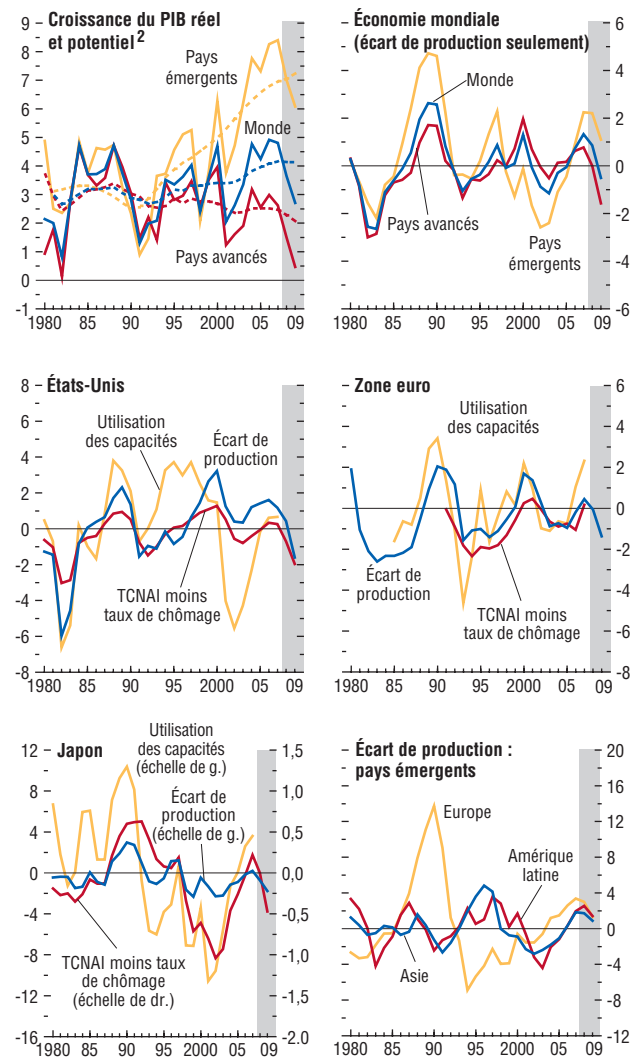 Croissance du PIB réel
et potentiel 2
Pays
émergents
Monde
Pays avancés
9
8
7
6
5
4
3
2
1
0
-1
1980 85 90 95 2000 05 09
Économie mondiale
(écart de production seulement)
Monde
Pays avancés
Pays
émergents
6
4
2
0
-2
-4
-6
1980 85 90 95 2000 05 09
États-Unis
Utilisation
des capacités
Écart de
production
TCNAI moins
taux de chômage
8
6
4
2
0
-2
-4
-6
-8
1980 85 90 95 2000 05 09
Zone euro
Utilisation
des capacités
Écart de
production
TCNAI moins
taux de chômage
6
4
2
0
-2
-4
-6
-8
1980 85 90 95 2000 05 09
Japon
Utilisation
des capacités
(échelle de g.)
Écart de
production
(échelle de g.)
TCNAI moins taux
de chômage
(échelle de dr.)
12
8
4
0
-4
-8
-12
-16
1,5
1,0
0,5
0,0
-0,5
-1,0
-1,5
-2.0
1980 85 90 95 2000 05 09
Écart de production :
pays émergents
Europe
Amérique
latine
Asie
20
16
12
8
4
0
-4
-8
-12
1980 85 90 95 2000 05 09